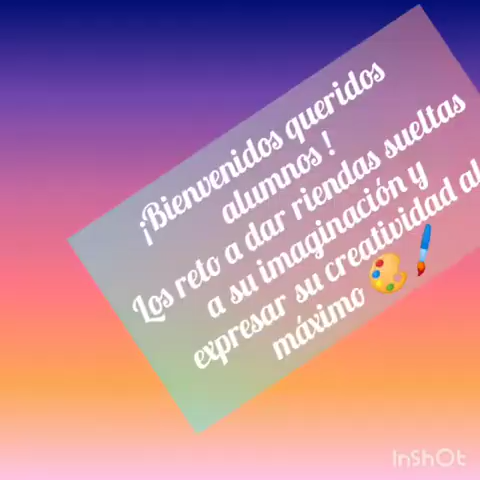 ¡Bienvenidos queridos
alumnos !
Los reto a dar riendas sueltas
a su imaginación y
expresar su creatividad al
máximo 🎨🖌️
InShOt